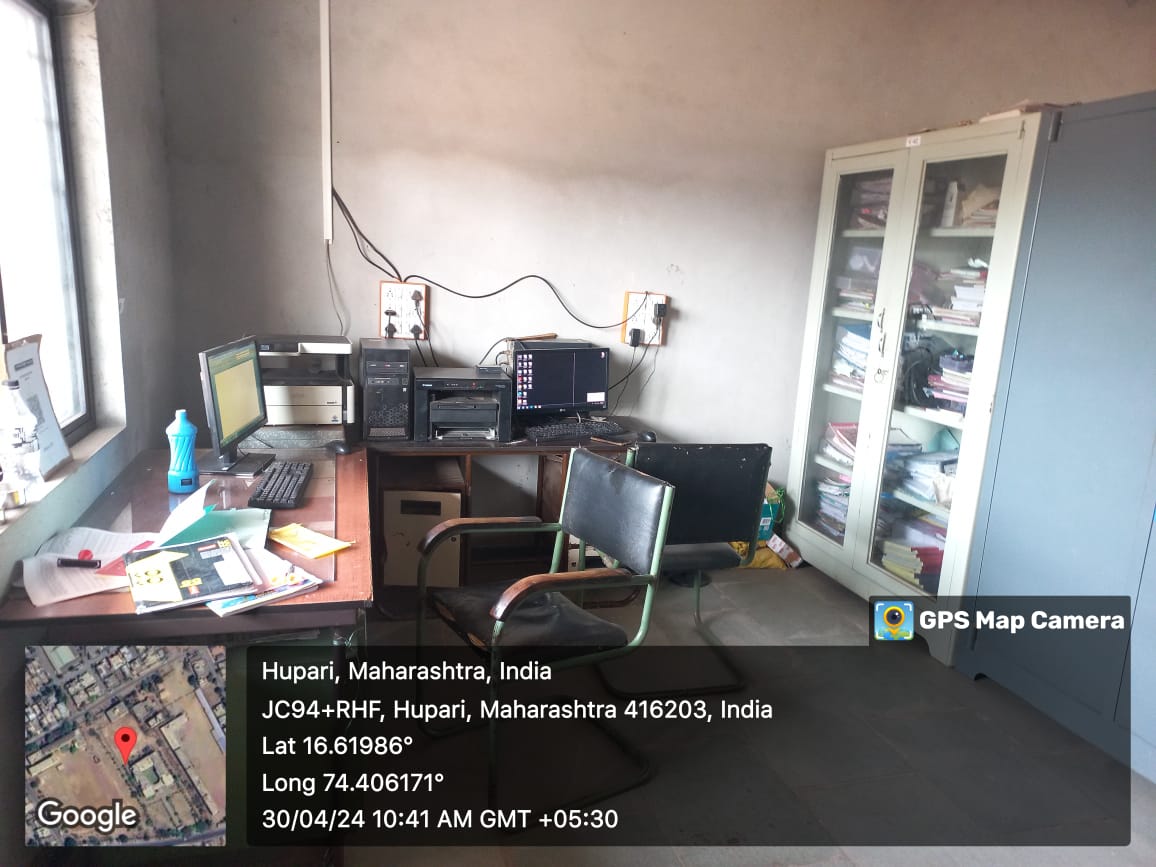 GPS Map Camera
Hupari, Maharashtra, India
JC94+RHF, Hupari, Maharashtra 416203, India
Lat 16.61986°
Long 74.406171°
30/04/24 10:41 AM GMT +05:30
Google